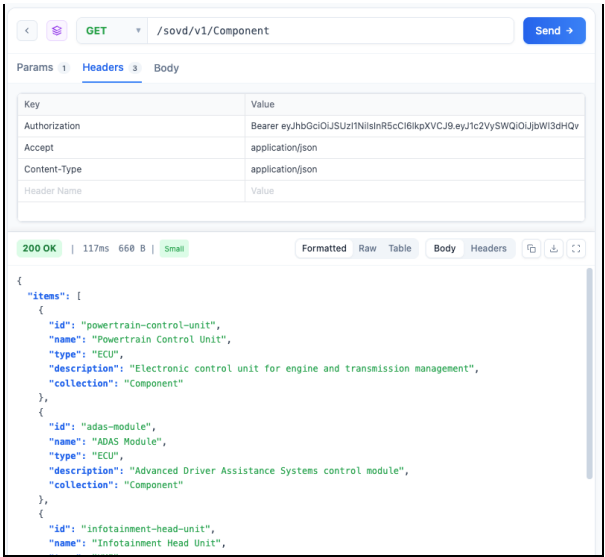 GET /sovd/v1/Component Send →
Params 1 Headers 3 Body
Key Value
Authorization Bearer
Accept application/json
Content-Type application/json
Header Name Value
200 OK | 117ms 660 B | Small Formatted Raw Table Body Headers
{
"items": [
{
"id": "powertrain-control-unit",
"name": "Powertrain Control Unit",
"type": "ECU",
"description": "Electronic control unit for engine and transmission management",
"collection": "Component"
},
{
"id": "adas-module",
"name": "ADAS Module",
"type": "ECU",
"description": "Advanced Driver Assistance Systems control module",
"collection": "Component"
},
{
"id": "infotainment-head-unit",
"name": "Infotainment Head Unit",